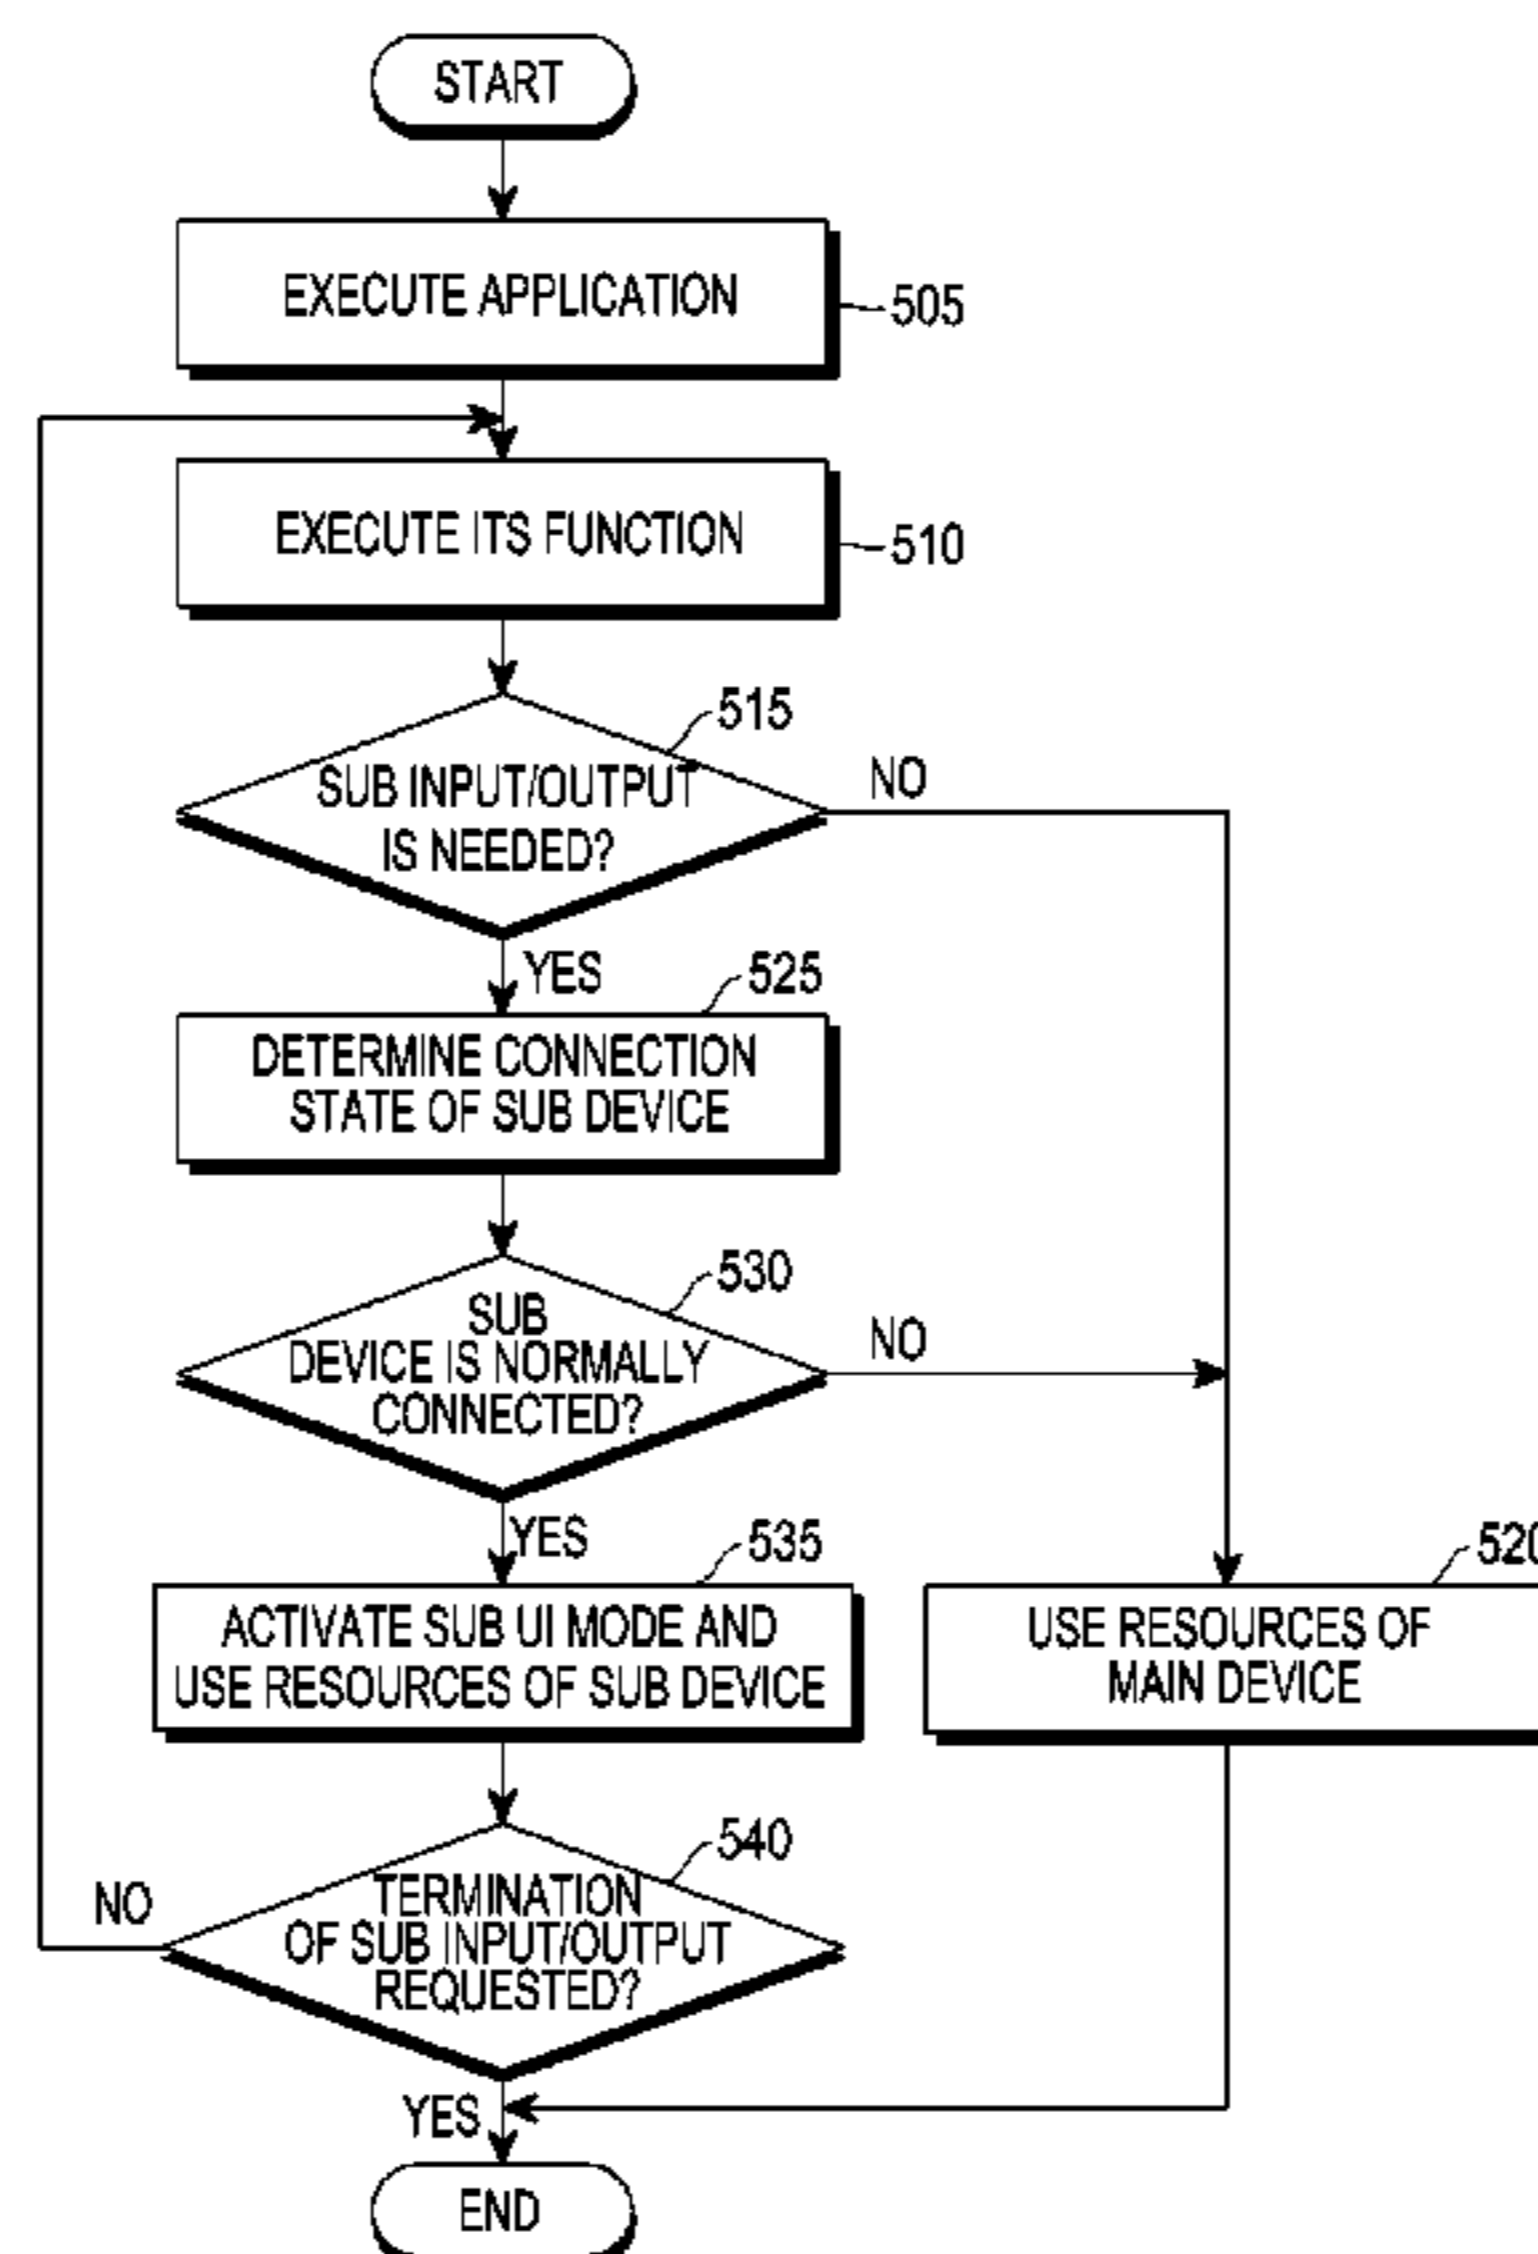 START
EXECUTE APPLICATION
505
EXECUTE ITS FUNCTION
510
515
SUB INPUT/OUTPUT
IS NEEDED?
NO
YES
525
DETERMINE CONNECTION
STATE OF SUB DEVICE
530
SUB
DEVICE IS NORMALLY
CONNECTED?
NO
YES
535
ACTIVATE SUB UI MODE AND
USE RESOURCES OF SUB DEVICE
520
USE RESOURCES OF
MAIN DEVICE
540
TERMINATION
OF SUB INPUT/OUTPUT
REQUESTED?
NO
YES
END